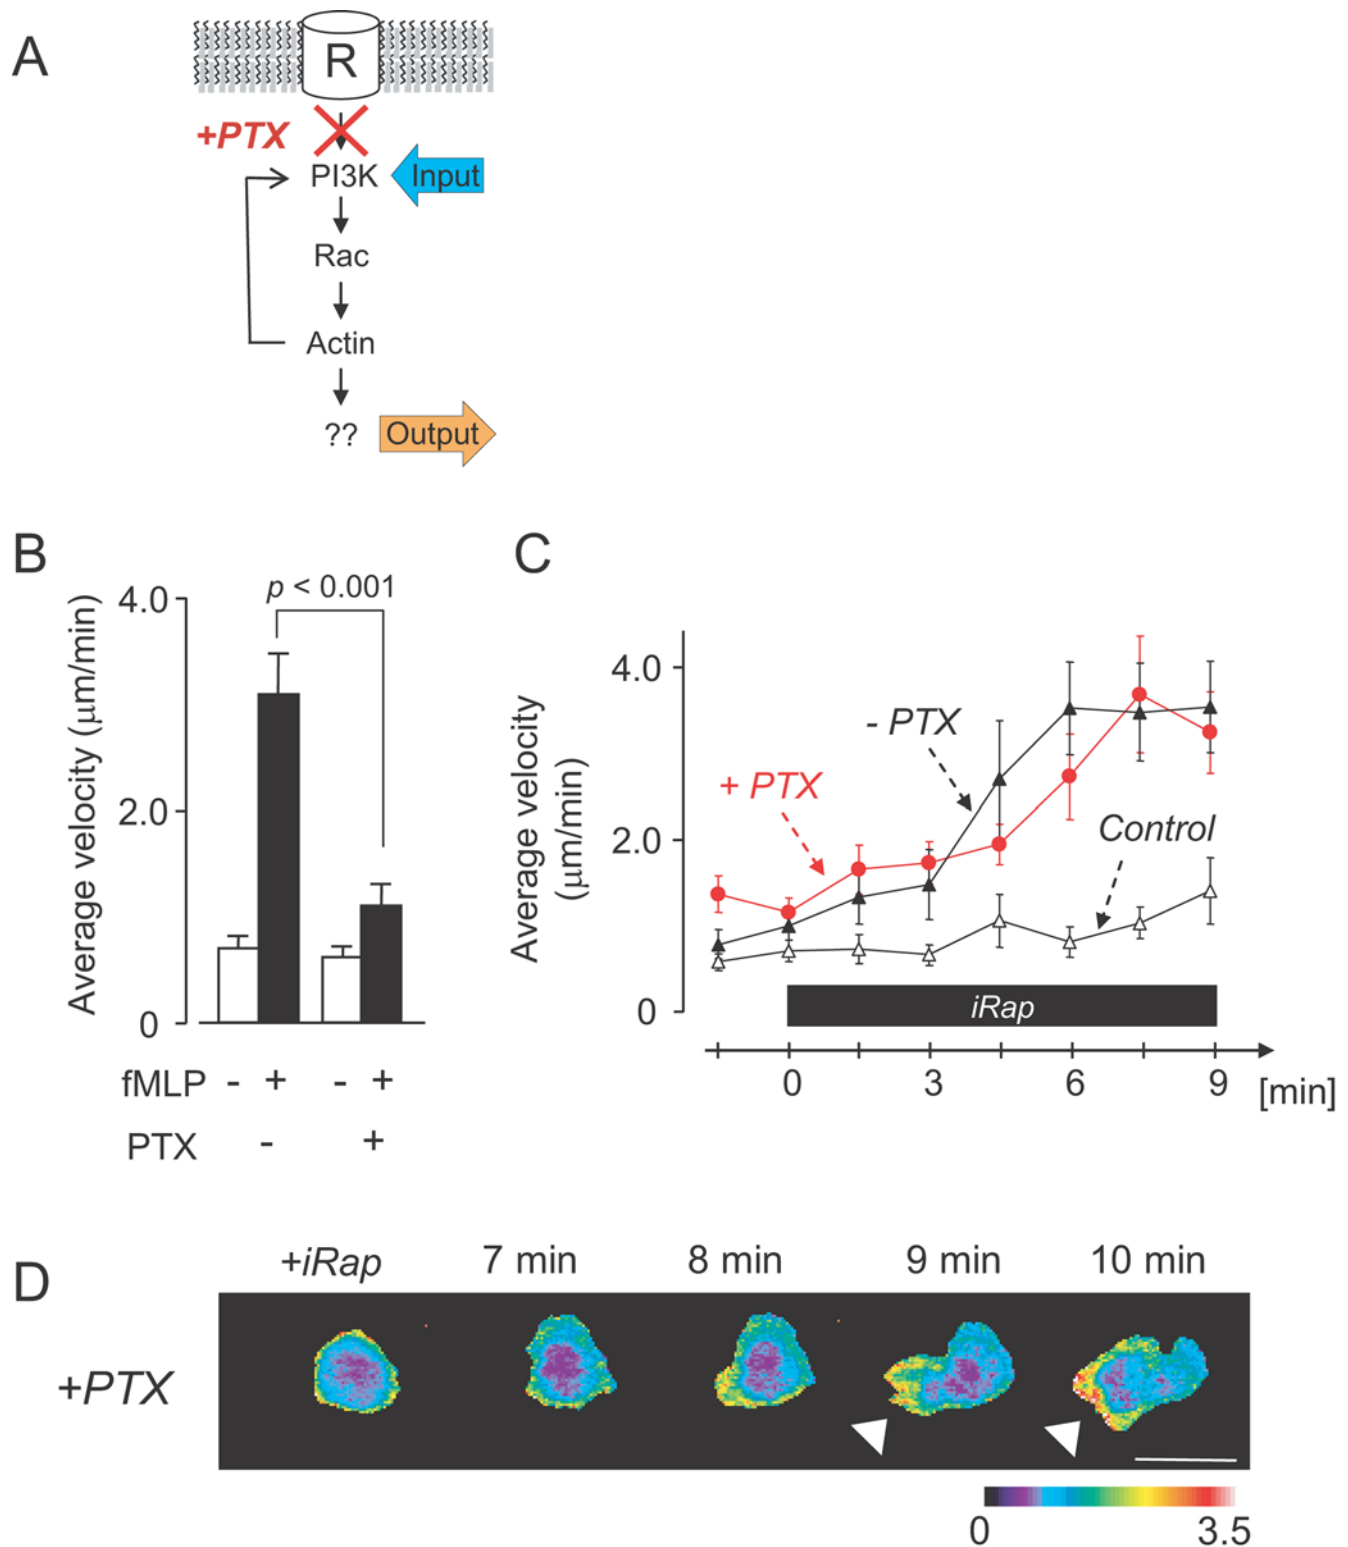 A
R
+PTX
PI3K
Input
Rac
Actin
??
Output
B
p < 0.001
Average velocity (μm/min)
4.0
2.0
0
fMLP - + - +
PTX - +
C
Average velocity
(μm/min)
4.0
2.0
0
- PTX
+ PTX
Control
iRap
0 3 6 9 [min]
D
+iRap 7 min 8 min 9 min 10 min
+PTX
0 3.5